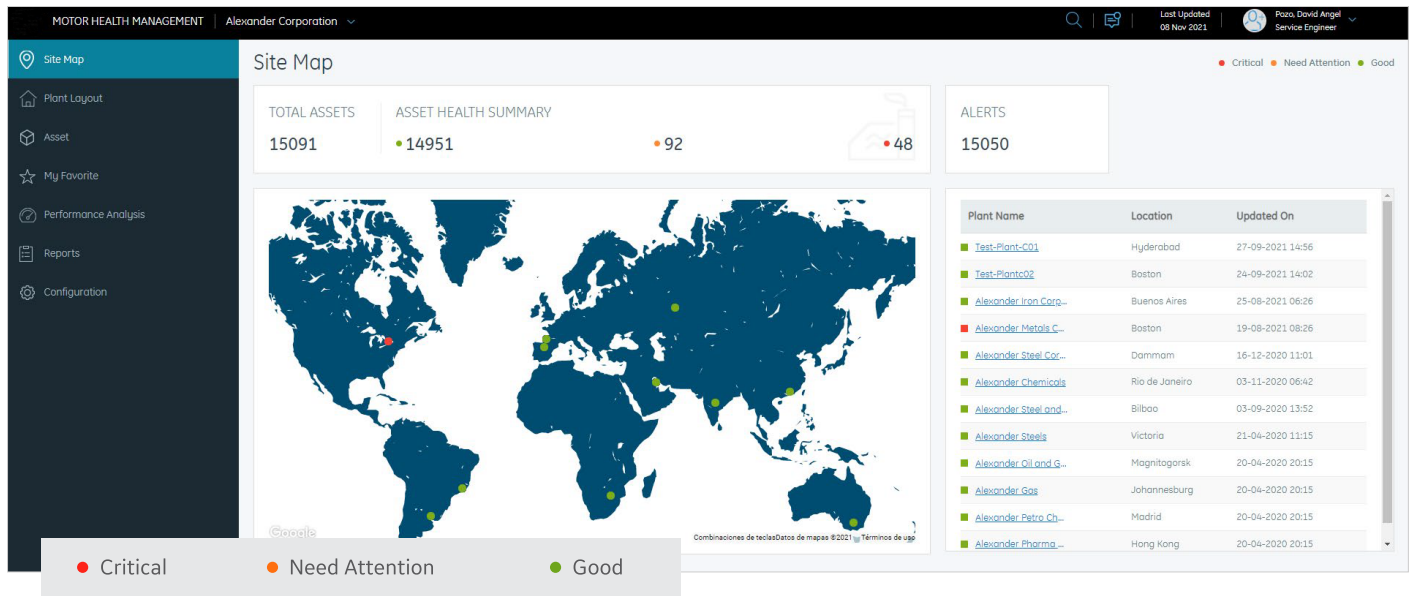 MOTOR HEALTH MANAGEMENT Alexander Corporation Last Updated 08 Nov 2021 Pozo, David Angel Service Engineer
Site Map
Plant Layout
Asset
My Favorite
Performance Analysis
Reports
Configuration
Site Map
Critical Need Attention Good
TOTAL ASSETS ASSET HEALTH SUMMARY
15091 14951 92 48
ALERTS
15050
Google
Combinaciones de teclas Datos de mapas ©2021 Términos de uso
Plant Name Location Updated On
Test-Plant-C01 Hyderabad 27-09-2021 14:56
Test-Plantc02 Boston 24-09-2021 14:02
Alexander Iron Corp... Buenos Aires 25-08-2021 06:26
Alexander Metals C... Boston 19-08-2021 08:26
Alexander Steel Cor... Dammam 16-12-2020 11:01
Alexander Chemicals Rio de Janeiro 03-11-2020 06:42
Alexander Steel and... Bilbao 03-09-2020 13:52
Alexander Steels Victoria 21-04-2020 11:15
Alexander Oil and G... Magnitogorsk 20-04-2020 20:15
Alexander Gas Johannesburg 20-04-2020 20:15
Alexander Petro Ch... Madrid 20-04-2020 20:15
Alexander Pharma ... Hong Kong 20-04-2020 20:15
Critical Need Attention Good